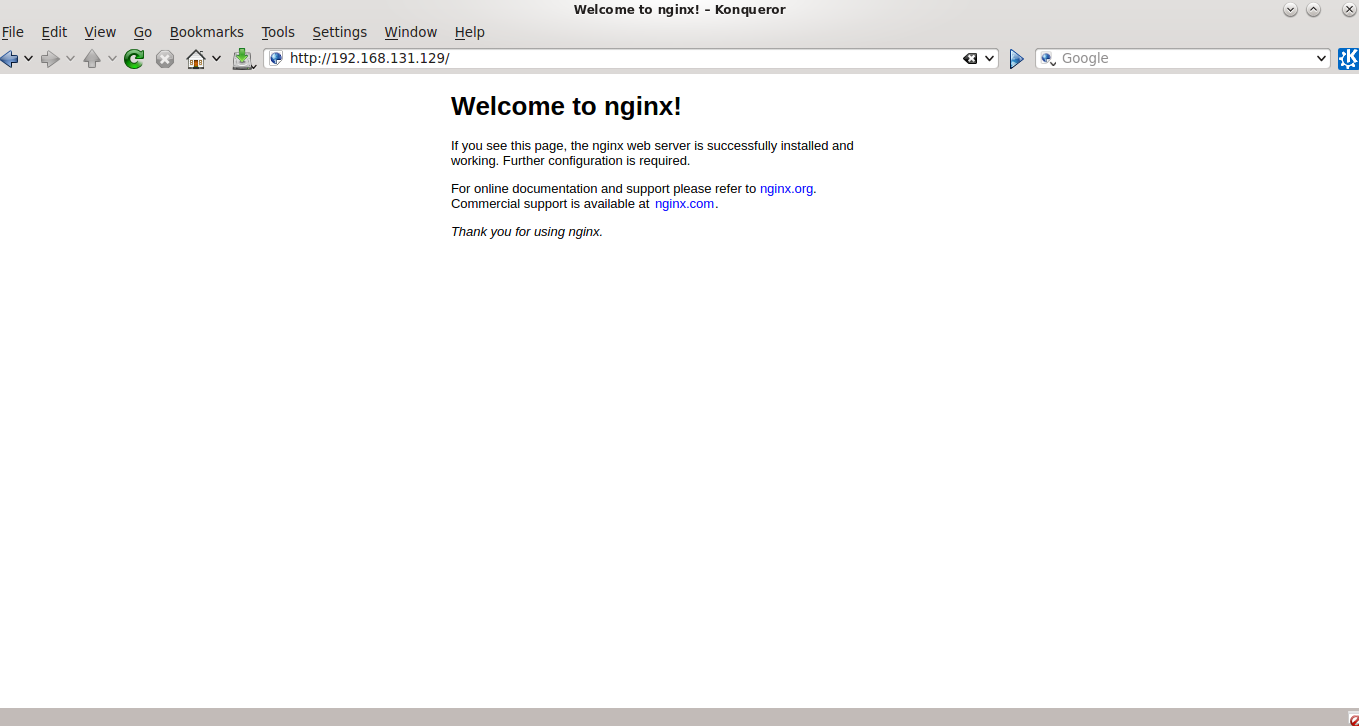 Welcome to nginx! – Konqueror
File Edit View Go Bookmarks Tools Settings Window Help
http://192.168.131.129/ Google
Welcome to nginx!
If you see this page, the nginx web server is successfully installed and
working. Further configuration is required.
For online documentation and support please refer to nginx.org.
Commercial support is available at nginx.com.
Thank you for using nginx.